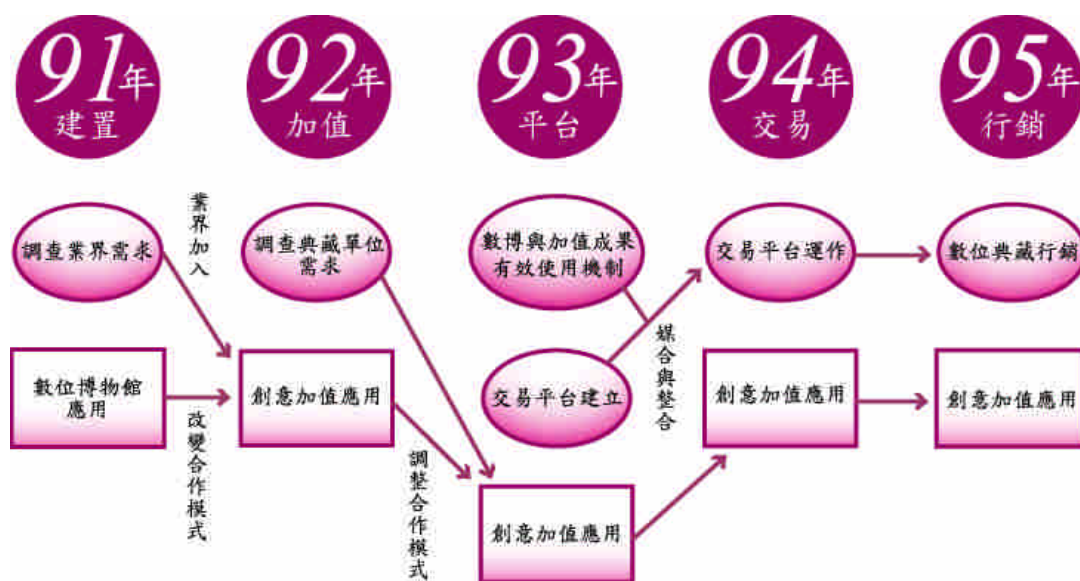 91年
建置
92年
加值
93年
平台
94年
交易
95年
行銷
調查業界需求
業界加入
調查典藏單位
需求
數博與加值成果
有效使用機制
交易平台運作
數位典藏行銷
數位博物館
應用
改變合作模式
創意加值應用
調整合作模式
交易平台建立
媒合與整合
創意加值應用
創意加值應用
創意加值應用